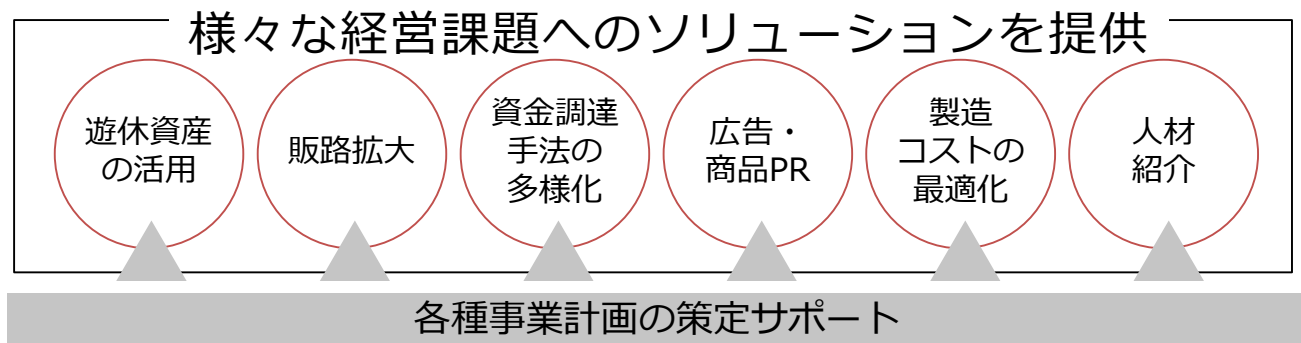 様々な経営課題へのソリューションを提供
遊休資産
の活用
販路拡大
資金調達
手法の
多様化
広告・
商品PR
製造
コストの
最適化
人材
紹介
各種事業計画の策定サポート